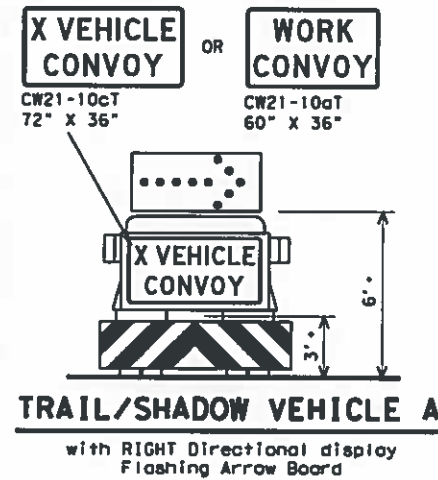 X VEHICLE
CONVOY
OR
WORK
CONVOY
CW21-10cT
72" X 36"
CW21-10aT
60" X 36"
X VEHICLE
CONVOY
6'+
3'+
TRAIL/SHADOW VEHICLE A
with RIGHT Directional display
Flashing Arrow Board